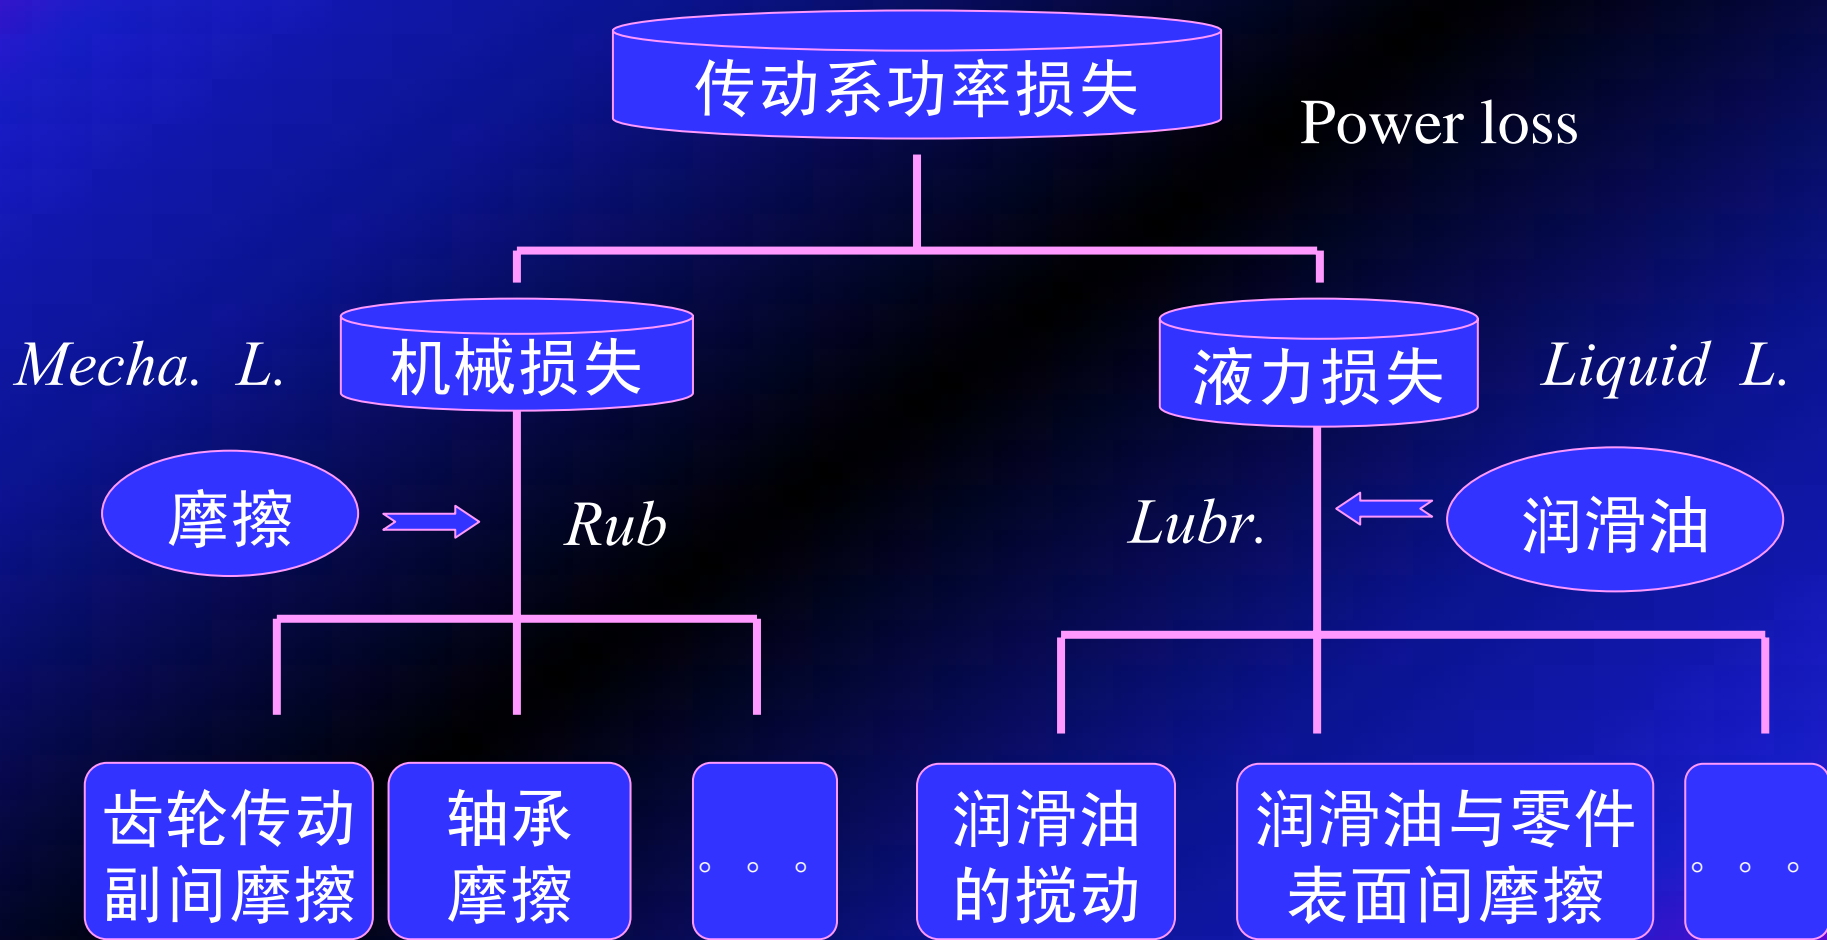 传动系功率损失
Power loss
Mecha. L.
机械损失
液力损失
Liquid L.
摩擦
Rub
Lubr.
润滑油
齿轮传动
副间摩擦
轴承
摩擦
。。。
润滑油
的搅动
润滑油与零件
表面间摩擦
。。。